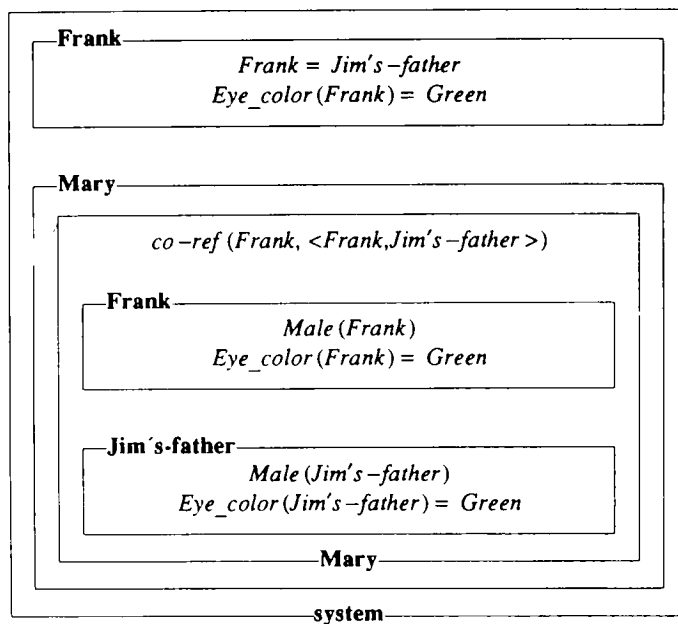 Frank
Frank = Jim's–father
Eye_color(Frank) = Green
Mary
co–ref (Frank, <Frank,Jim's–father>)
Frank
Male(Frank)
Eye_color(Frank) = Green
Jim´s-father
Male(Jim's–father)
Eye_color(Jim's–father) = Green
Mary
system